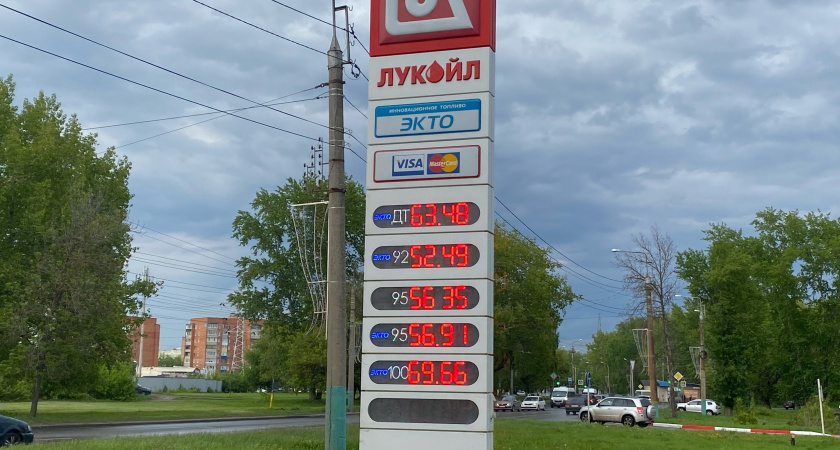 ЛУКОЙЛ
ИННОВАЦИОННОЕ ТОПЛИВО
ЭКТО
VISA MasterCard
ЭКТО ДТ 63.48
ЭКТО 92 52.49
95 56.35
ЭКТО 95 56.91
ЭКТО 100 69.66